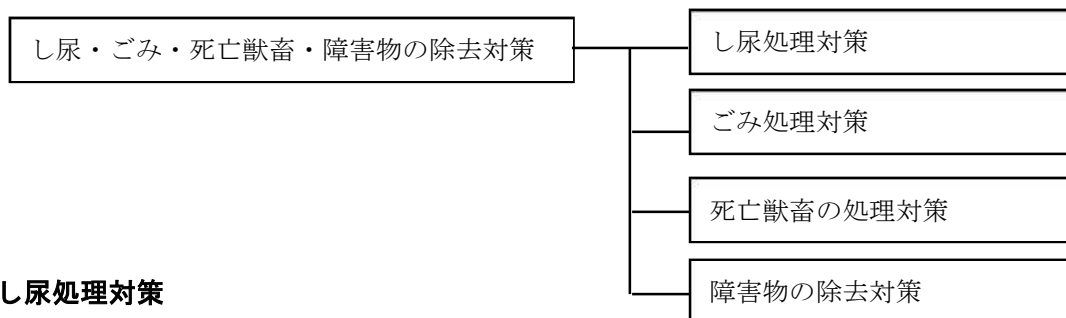 し尿・ごみ・死亡獣畜・障害物の除去対策
し尿処理対策
ごみ処理対策
死亡獣畜の処理対策
障害物の除去対策
し尿処理対策